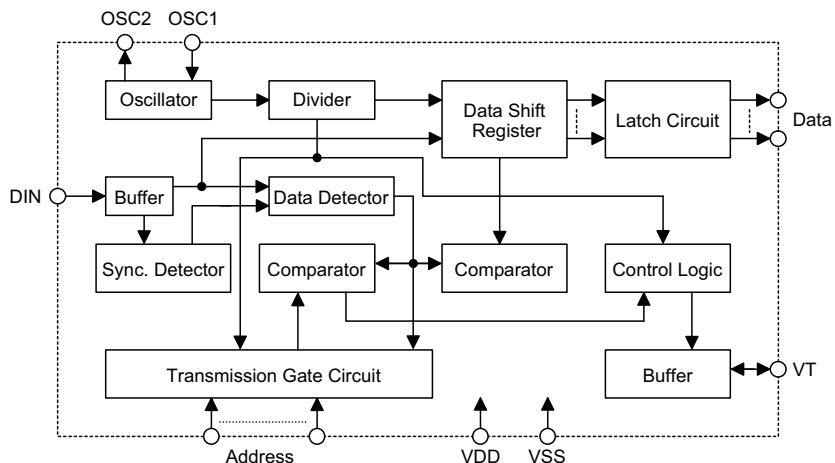 OSC2 OSC1
Oscillator
Divider
Data Shift
Register
Latch Circuit
Data
DIN
Buffer
Data Detector
Sync. Detector
Comparator
Comparator
Control Logic
Transmission Gate Circuit
Buffer
VT
Address
VDD
VSS